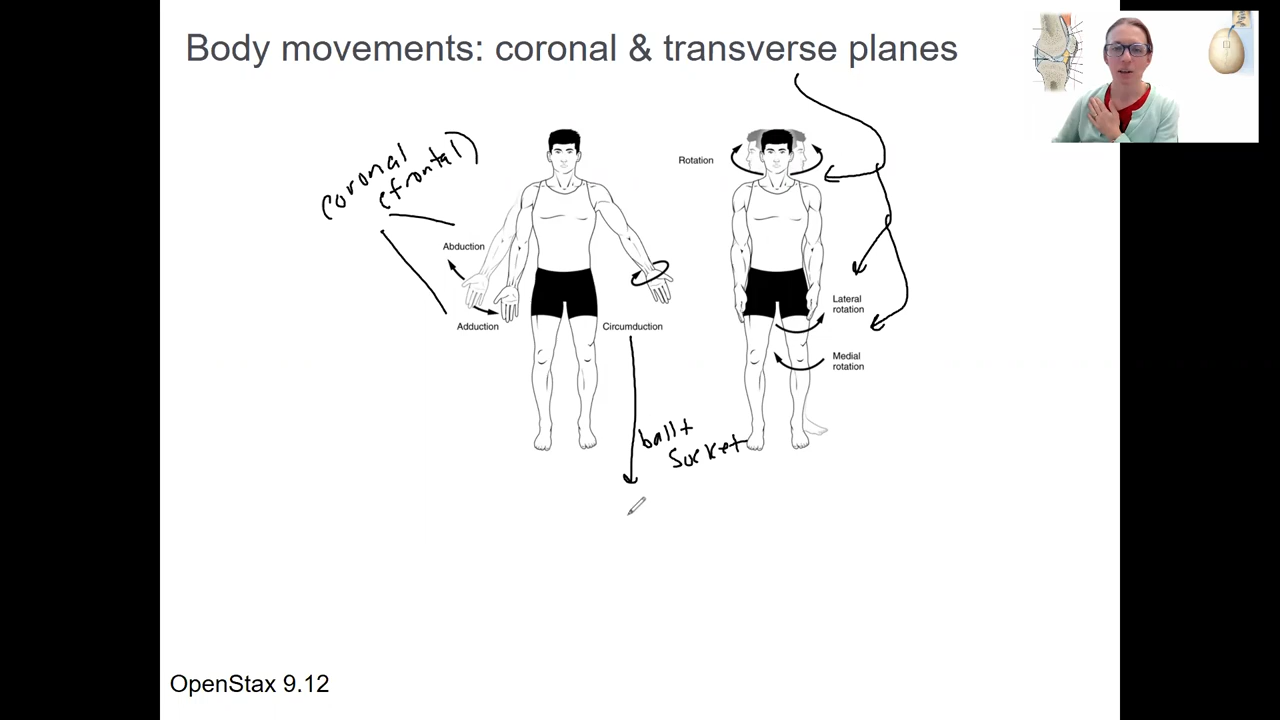 Body movements: coronal & transverse planes
coronal
(frontal)
Rotation
Abduction
Adduction
Circumduction
Lateral
rotation
Medial
rotation
ball +
socket
OpenStax 9.12